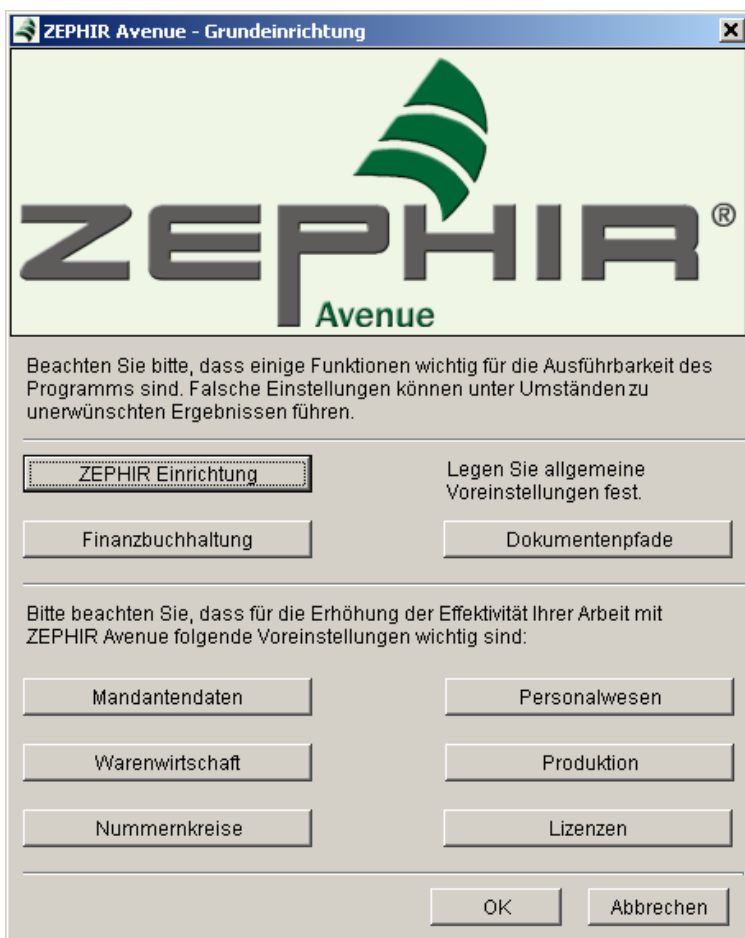 ZEPHIR Avenue - Grundeinrichtung
ZEPHIR®
Avenue
Beachten Sie bitte, dass einige Funktionen wichtig für die Ausführbarkeit des
Programms sind. Falsche Einstellungen können unter Umständen zu
unerwünschten Ergebnissen führen.
ZEPHIR Einrichtung
Legen Sie allgemeine
Voreinstellungen fest.
Finanzbuchhaltung
Dokumentenpfade
Bitte beachten Sie, dass für die Erhöhung der Effektivität Ihrer Arbeit mit
ZEPHIR Avenue folgende Voreinstellungen wichtig sind:
Mandantendaten
Personalwesen
Warenwirtschaft
Produktion
Nummernkreise
Lizenzen
OK
Abbrechen